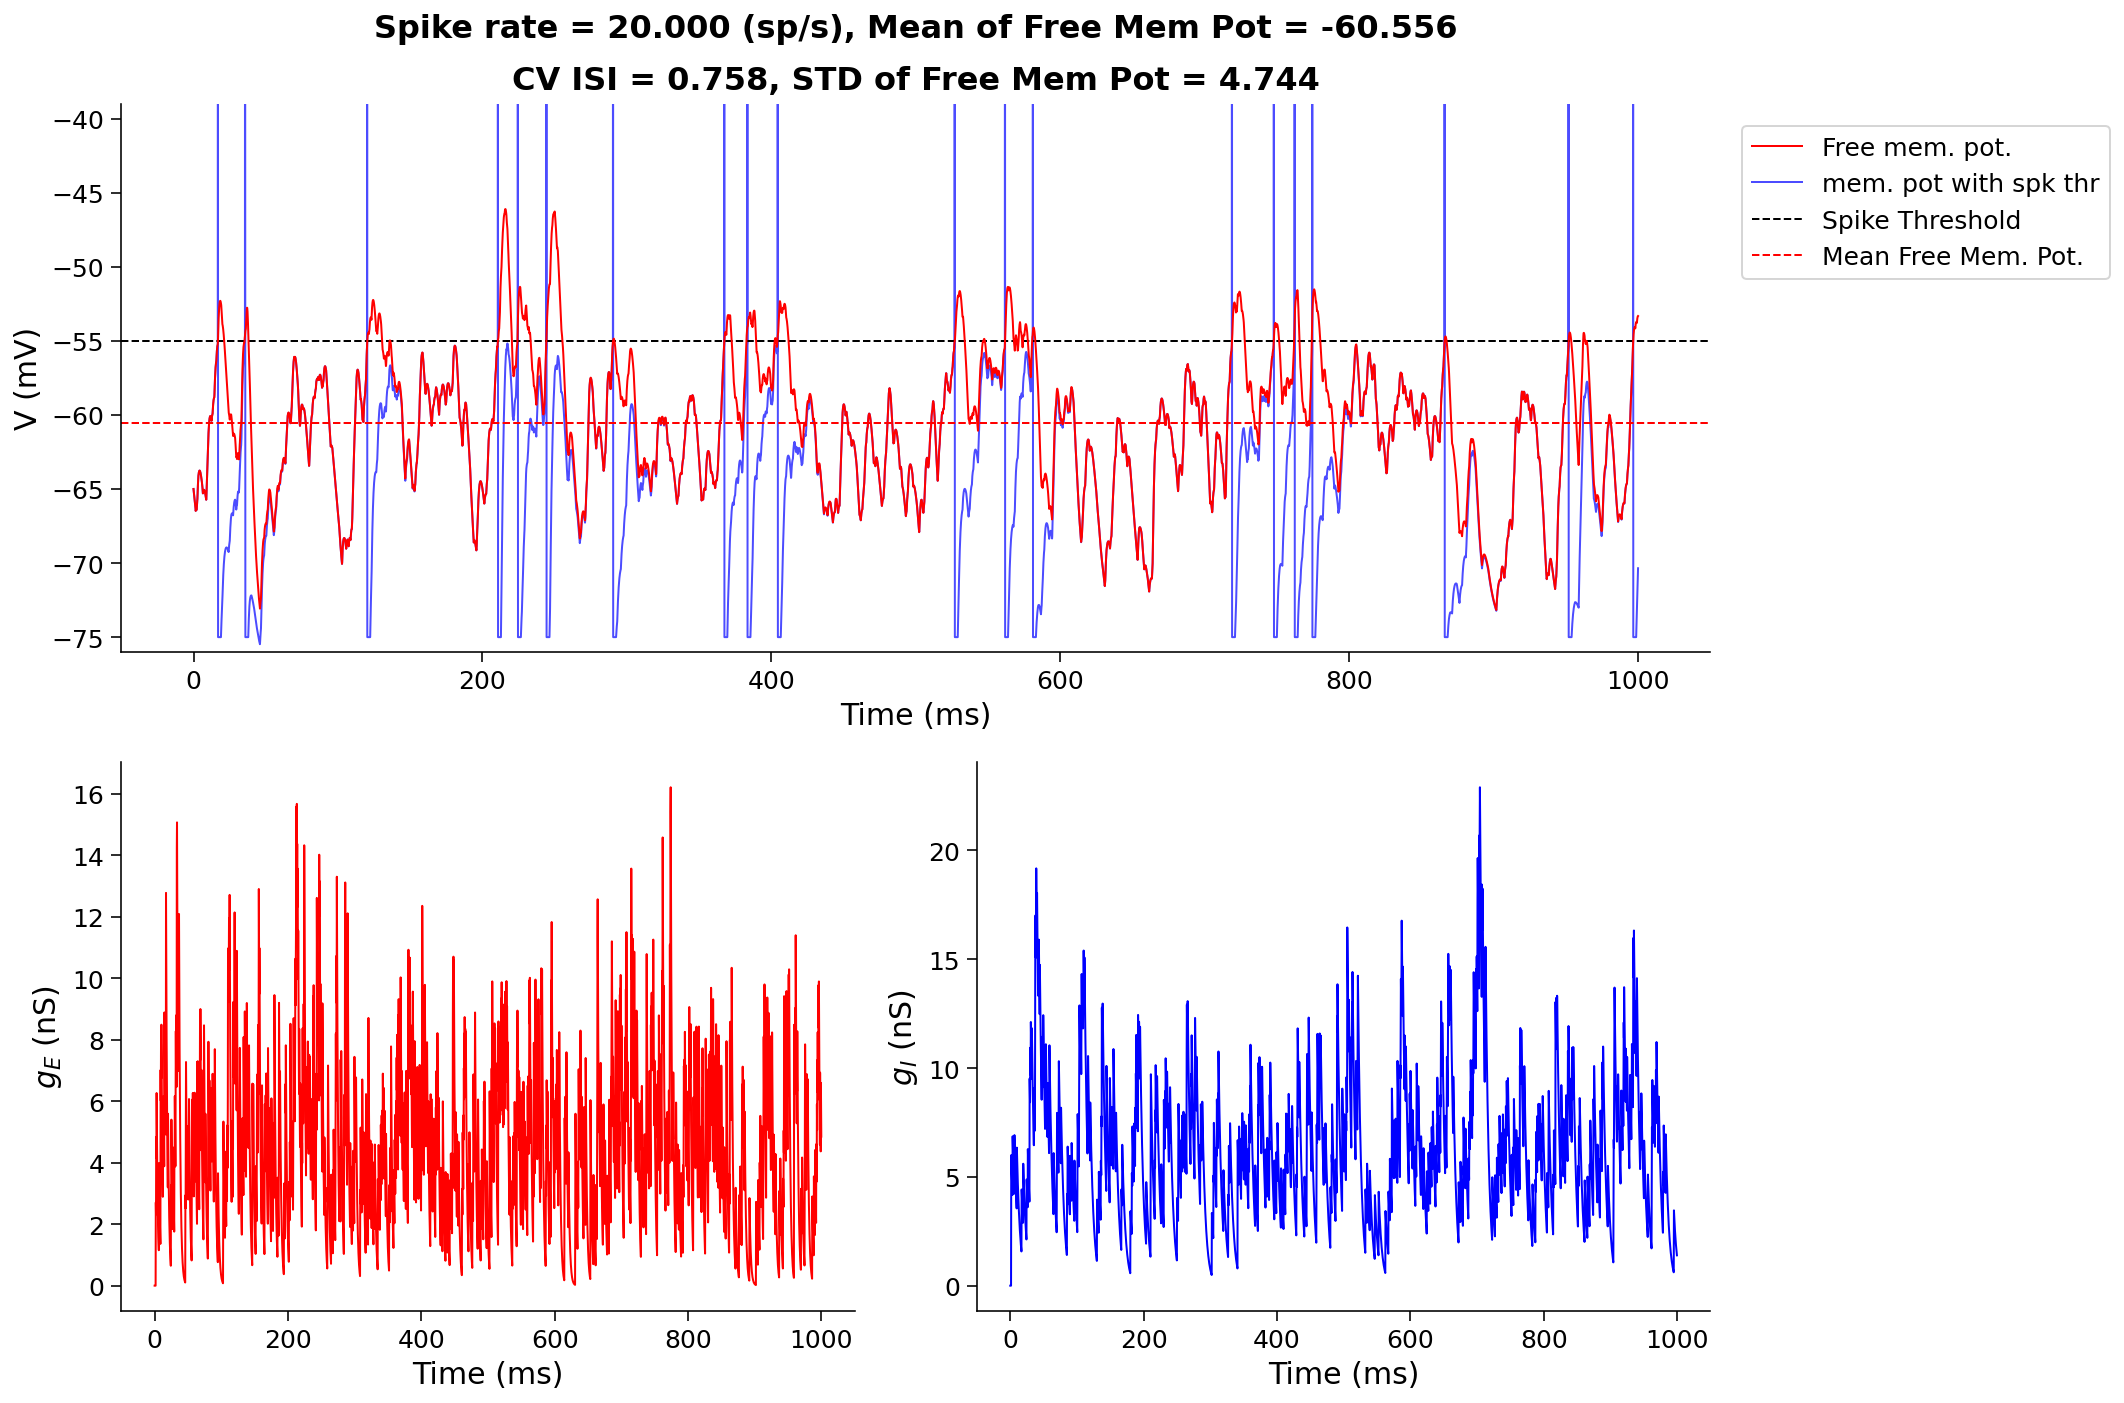 Spike rate = 20.000 (sp/s), Mean of Free Mem Pot = -60.556
CV ISI = 0.758, STD of Free Mem Pot = 4.744
−40
−45
−50
−55
−60
−65
−70
−75
V (mV)
0 200 400 600 800 1000
Time (ms)
Free mem. pot.
mem. pot with spk thr
Spike Threshold
Mean Free Mem. Pot.
16
14
12
10
8
6
4
2
0
g_E (nS)
0 200 400 600 800 1000
Time (ms)
20
15
10
5
0
g_I (nS)
0 200 400 600 800 1000
Time (ms)